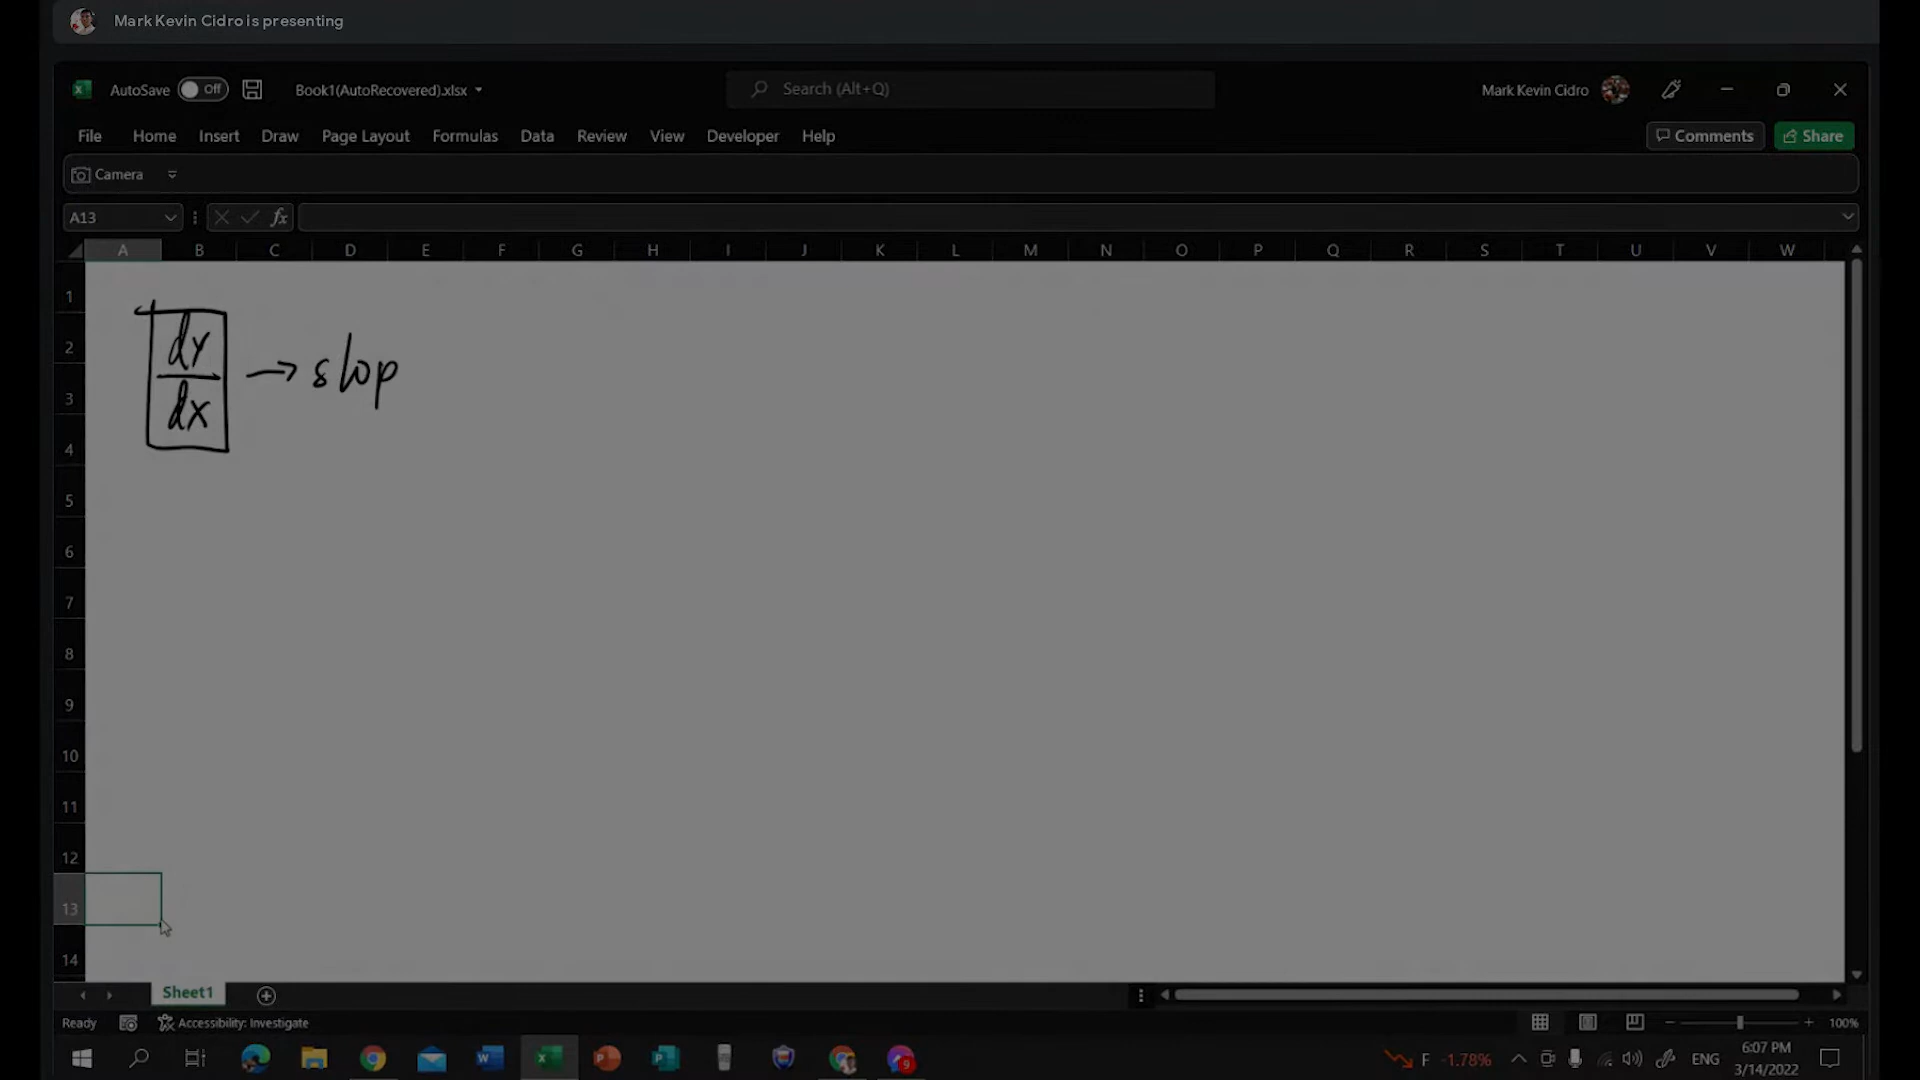 Mark Kevin Cidro is presenting
AutoSave Off Book1(AutoRecovered).xlsx Search (Alt+Q) Mark Kevin Cidro
File Home Insert Draw Page Layout Formulas Data Review View Developer Help Comments Share
Camera
A13 fx
A B C D E F G H I J K L M N O P Q R S T U V W
1
2
3
4
5
6
7
8
9
10
11
12
13
14
dy
dx → slop
Sheet1
Ready Accessibility: Investigate 100%
F -1.78% ENG 6:07 PM
3/14/2022
9